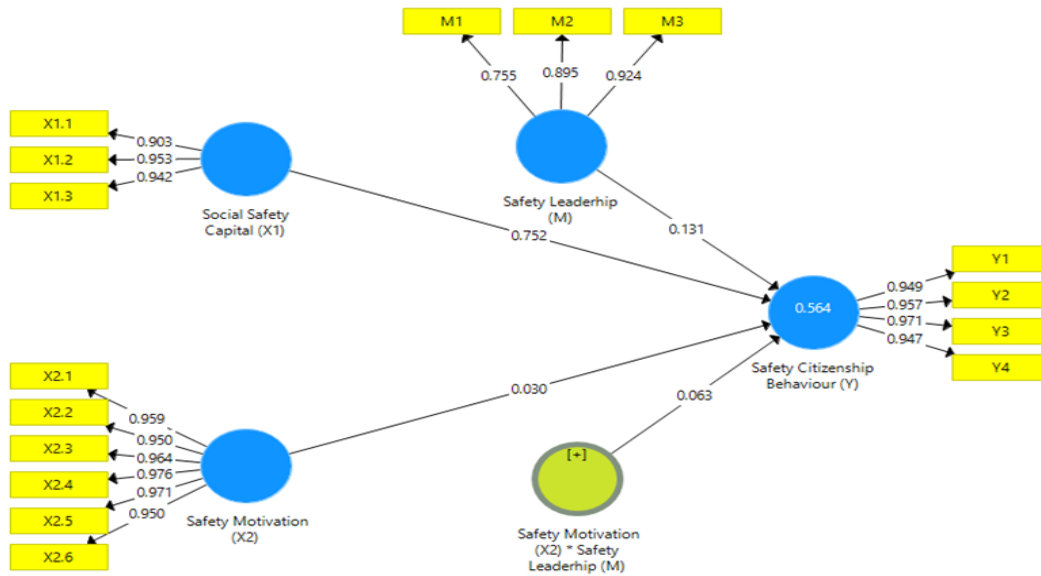 M1
M2
M3
0.755
0.895
0.924
Safety Leaderhip
(M)
X1.1
X1.2
X1.3
0.903
0.953
0.942
Social Safety
Capital (X1)
0.752
0.131
Y1
Y2
Y3
Y4
0.949
0.957
0.971
0.947
0.564
Safety Citizenship
Behaviour (Y)
X2.1
X2.2
X2.3
X2.4
X2.5
X2.6
0.959
0.950
0.964
0.976
0.971
0.950
Safety Motivation
(X2)
0.030
0.063
[+]
Safety Motivation
(X2) * Safety
Leaderhip (M)